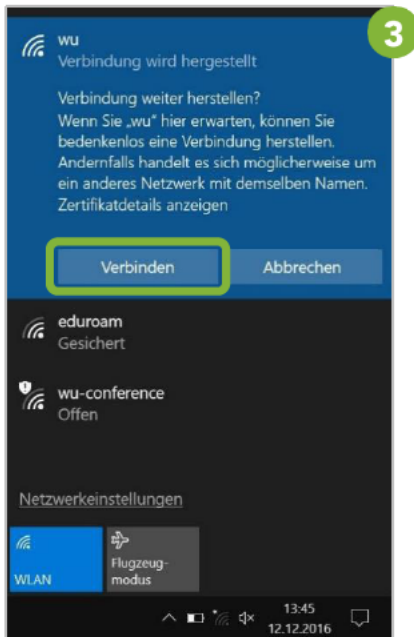 3
wu
Verbindung wird hergestellt
Verbindung weiter herstellen?
Wenn Sie „wu" hier erwarten, können Sie
bedenkenlos eine Verbindung herstellen.
Andernfalls handelt es sich möglicherweise um
ein anderes Netzwerk mit demselben Namen.
Zertifikatdetails anzeigen
Verbinden
Abbrechen
eduroam
Gesichert
wu-conference
Offen
Netzwerkeinstellungen
WLAN
Flugzeug-
modus
13:45
12.12.2016